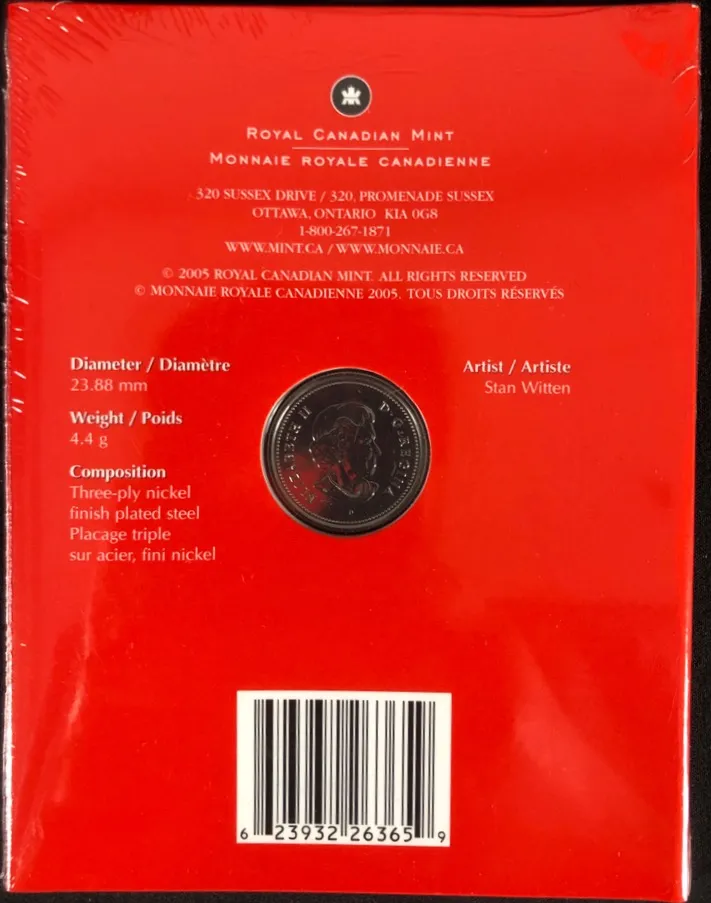 ROYAL CANADIAN MINT
MONNAIE ROYALE CANADIENNE
320 SUSSEX DRIVE / 320, PROMENADE SUSSEX
OTTAWA, ONTARIO K1A 0G8
1-800-267-1871
WWW.MINT.CA / WWW.MONNAIE.CA
© 2005 ROYAL CANADIAN MINT. ALL RIGHTS RESERVED
© MONNAIE ROYALE CANADIENNE 2005. TOUS DROITS RÉSERVÉS
Diameter / Diamètre
23.88 mm
Weight / Poids
4.4 g
Composition
Three-ply nickel
finish plated steel
Placage triple
sur acier, fini nickel
Artist / Artiste
Stan Witten
ELIZABETH II D·G·REGINA
P
6 23932 26365 9